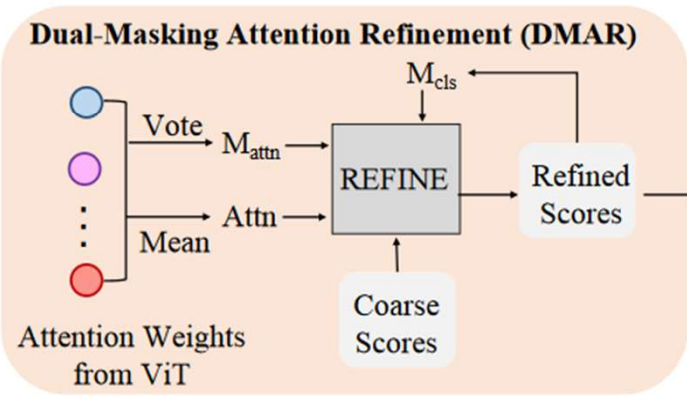 Dual-Masking Attention Refinement (DMAR)
Mcls
Vote
Mattn
REFINE
Refined
Scores
Attn
Mean
Coarse
Scores
Attention Weights
from ViT